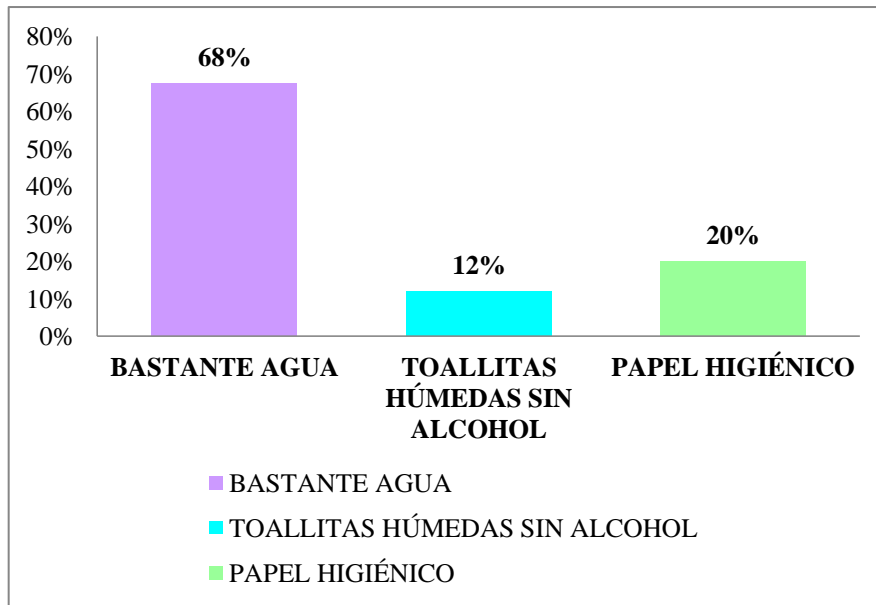 80%
70%
60%
50%
40%
30%
20%
10%
0%
68%
12%
20%
BASTANTE AGUA
TOALLITAS
HÚMEDAS SIN
ALCOHOL
PAPEL HIGIÉNICO
BASTANTE AGUA
TOALLITAS HÚMEDAS SIN ALCOHOL
PAPEL HIGIÉNICO